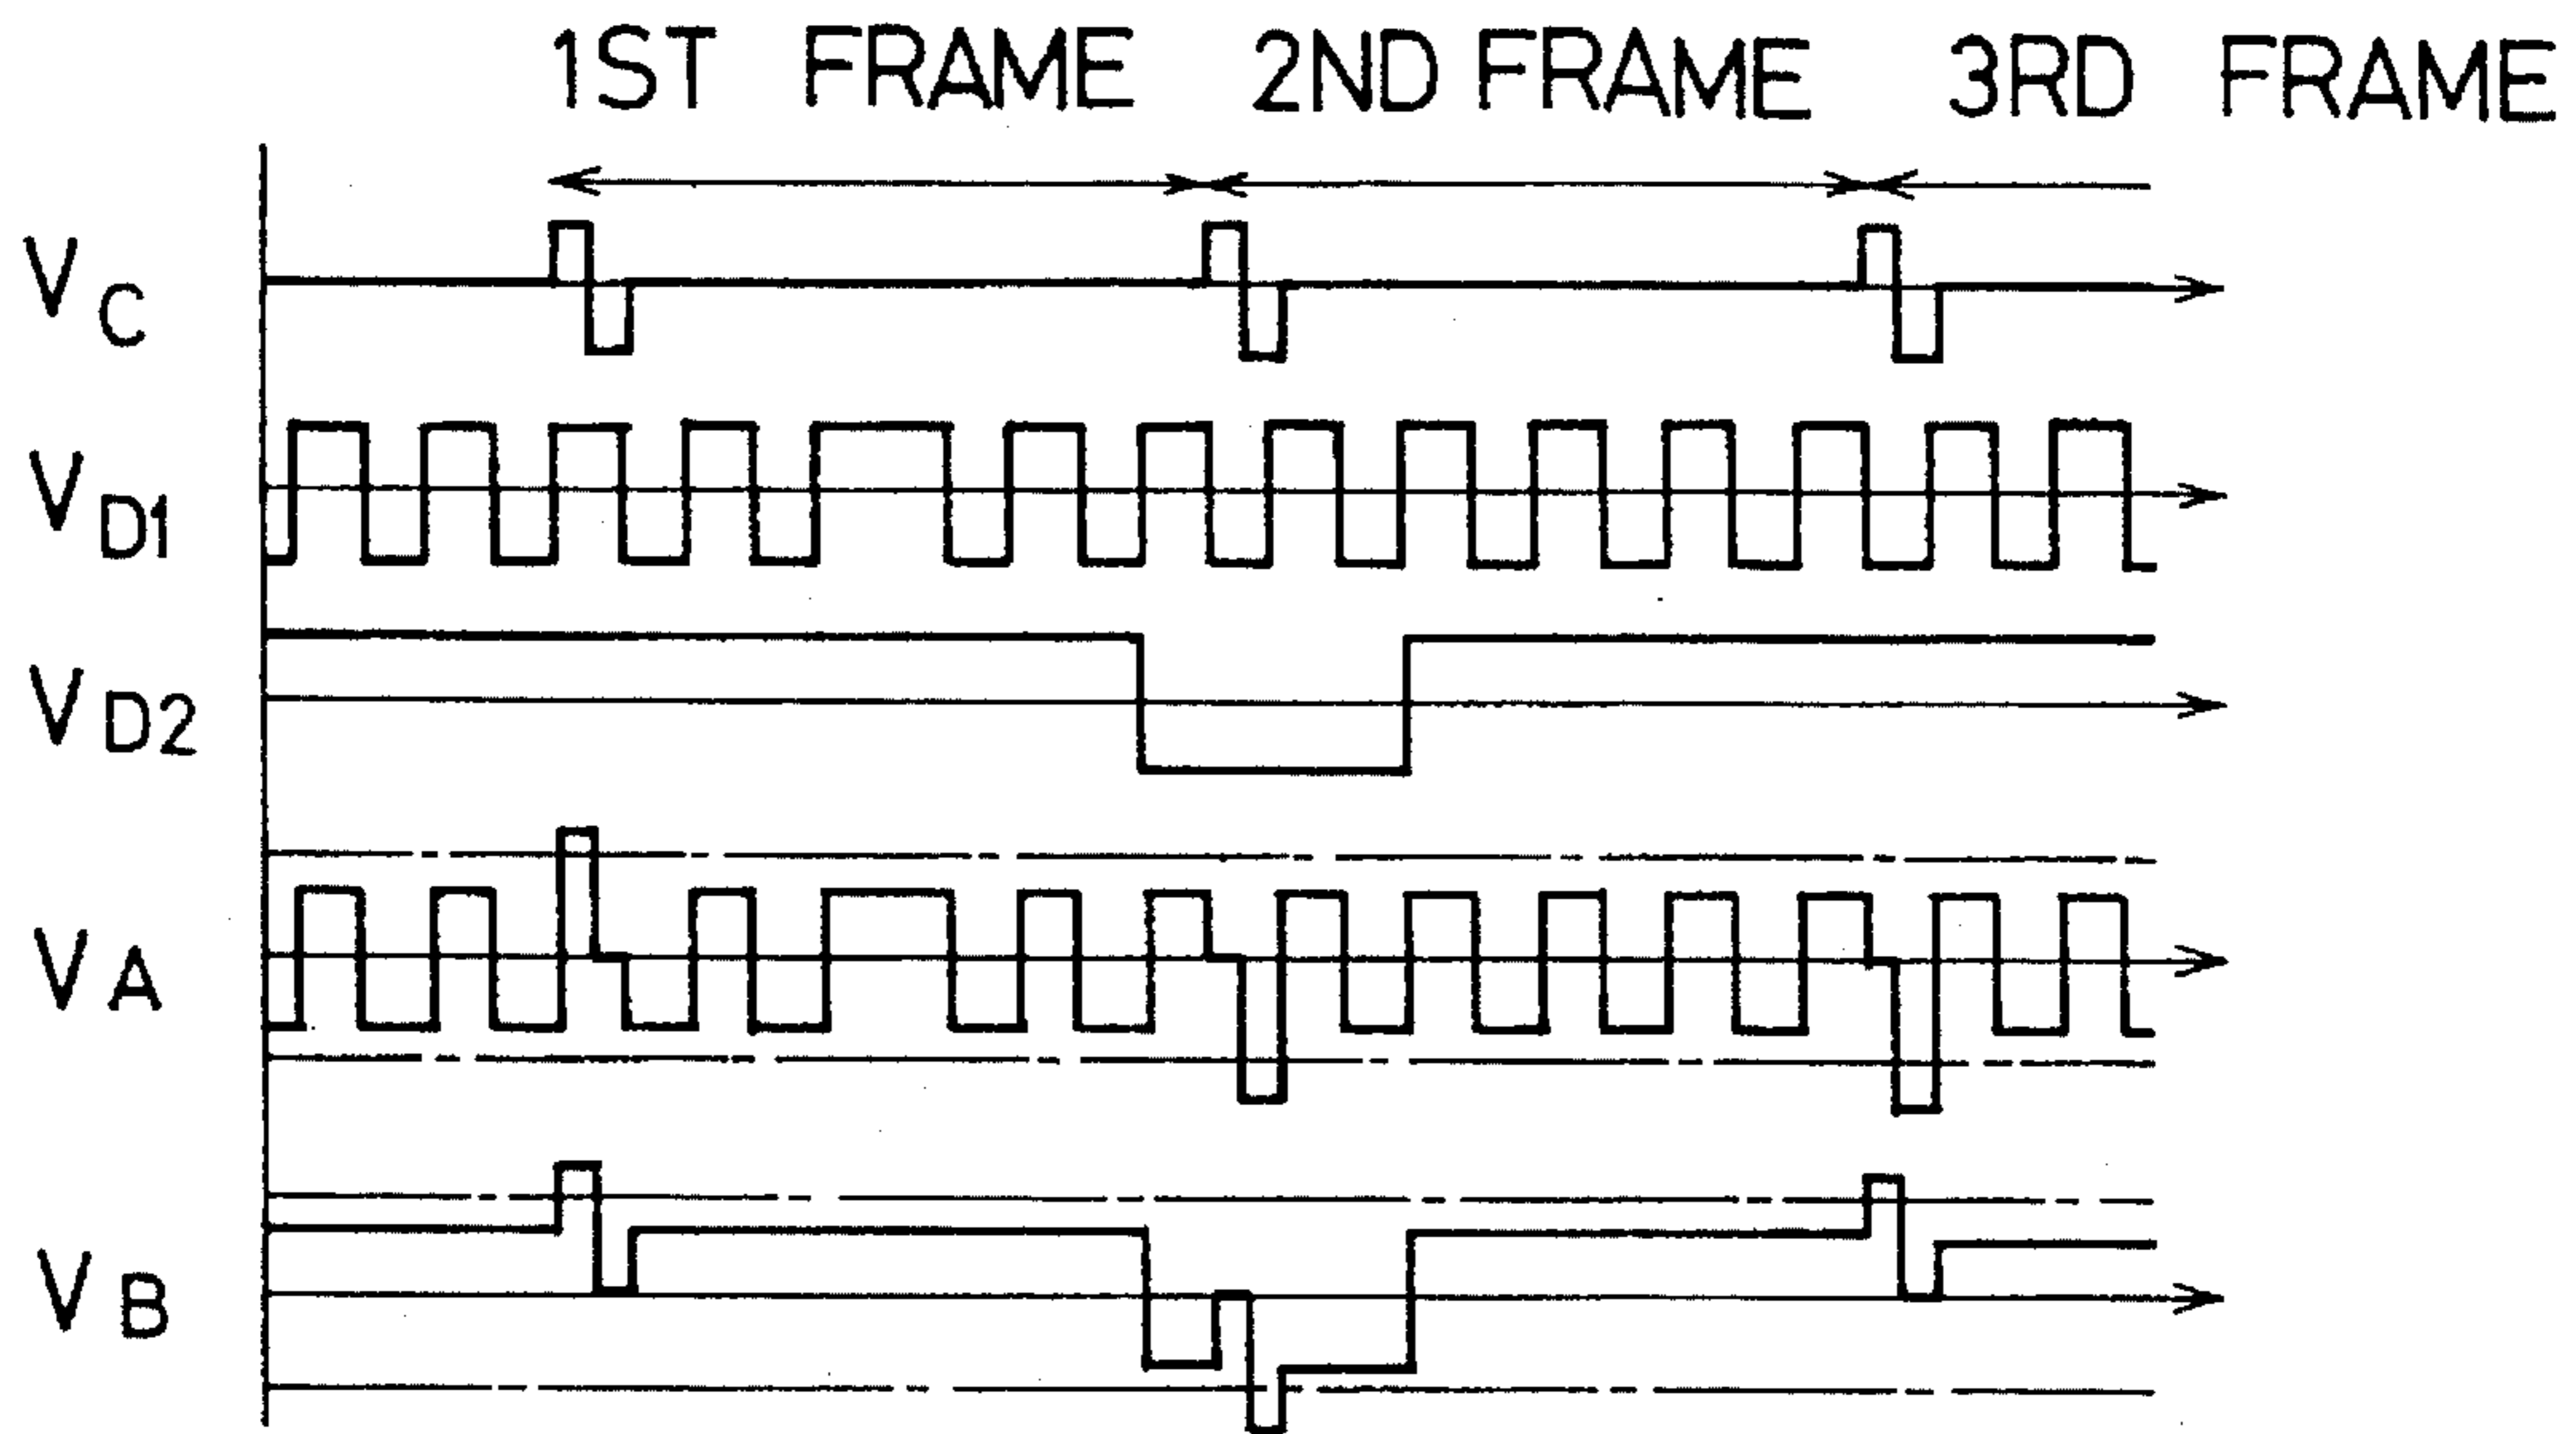 1ST FRAME 2ND FRAME 3RD FRAME
VC
VD1
VD2
VA
VB